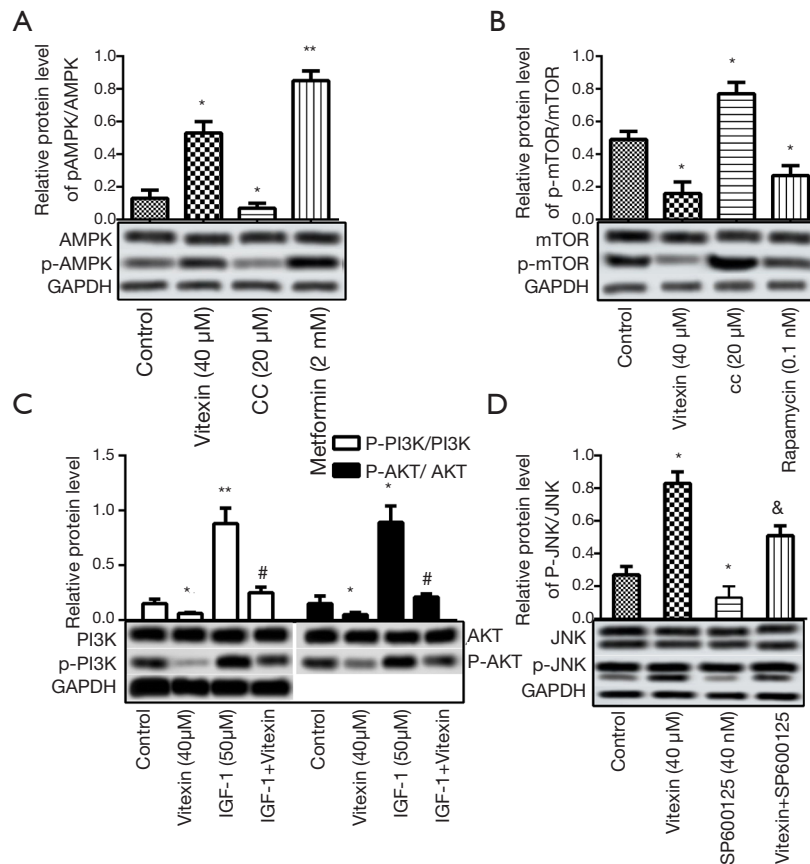 A
Relative protein level
of pAMPK/AMPK
1.0
0.8
0.6
0.4
0.2
0.0
*
*
**
AMPK
p-AMPK
GAPDH
Control
Vitexin (40 µM)
CC (20 µM)
Metformin (2 mM)
B
Relative protein level
of p-mTOR/mTOR
1.0
0.8
0.6
0.4
0.2
0.0
*
*
*
mTOR
p-mTOR
GAPDH
Control
Vitexin (40 µM)
cc (20 µM)
Rapamycin (0.1 nM)
C
P-PI3K/PI3K
P-AKT/ AKT
Relative protein level
1.5
1.0
0.5
0.0
*
**
#
*
*
#
PI3K
p-PI3K
GAPDH
AKT
P-AKT
Control
Vitexin (40µM)
IGF-1 (50µM)
IGF-1+Vitexin
Control
Vitexin (40µM)
IGF-1 (50µM)
IGF-1+Vitexin
D
Relative protein level
of P-JNK/JNK
1.0
0.8
0.6
0.4
0.2
0.0
*
*
&
JNK
p-JNK
GAPDH
Control
Vitexin (40 µM)
SP600125 (40 nM)
Vitexin+SP600125